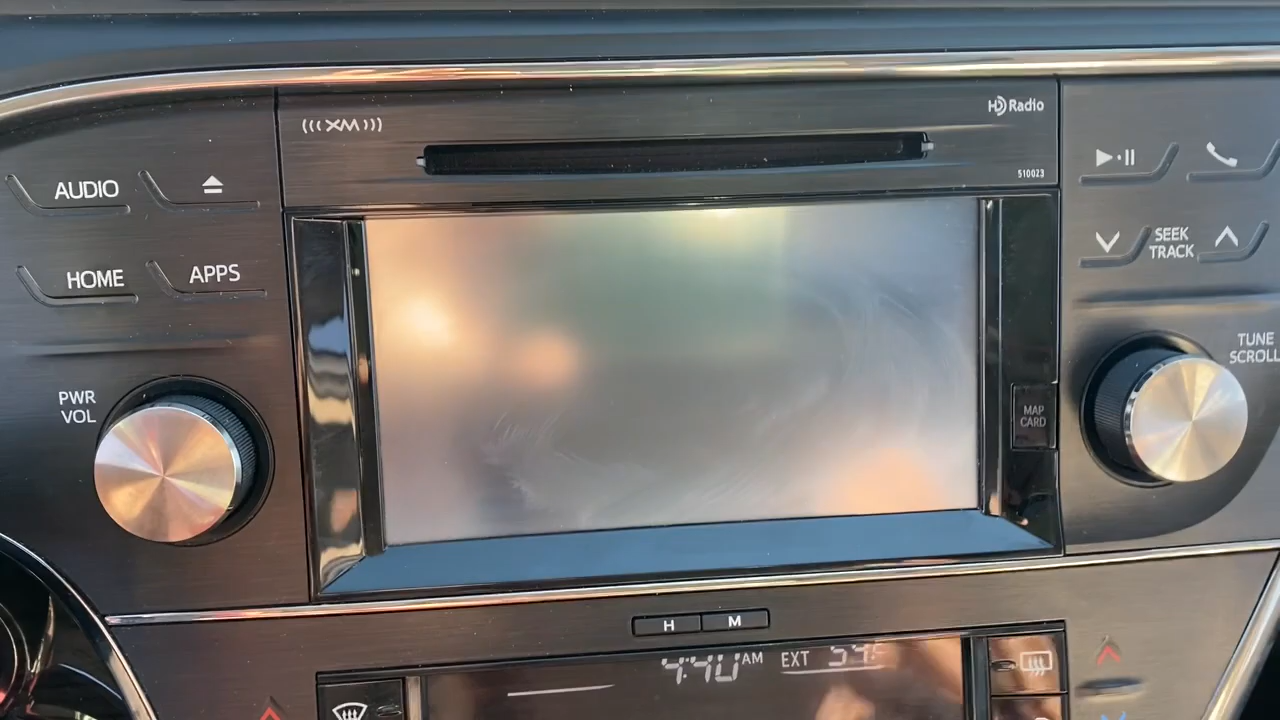 XM
HD Radio
510023
AUDIO
HOME
APPS
PWR
VOL
SEEK
TRACK
TUNE
SCROLL
MAP
CARD
H
M
4:40 AM
EXT